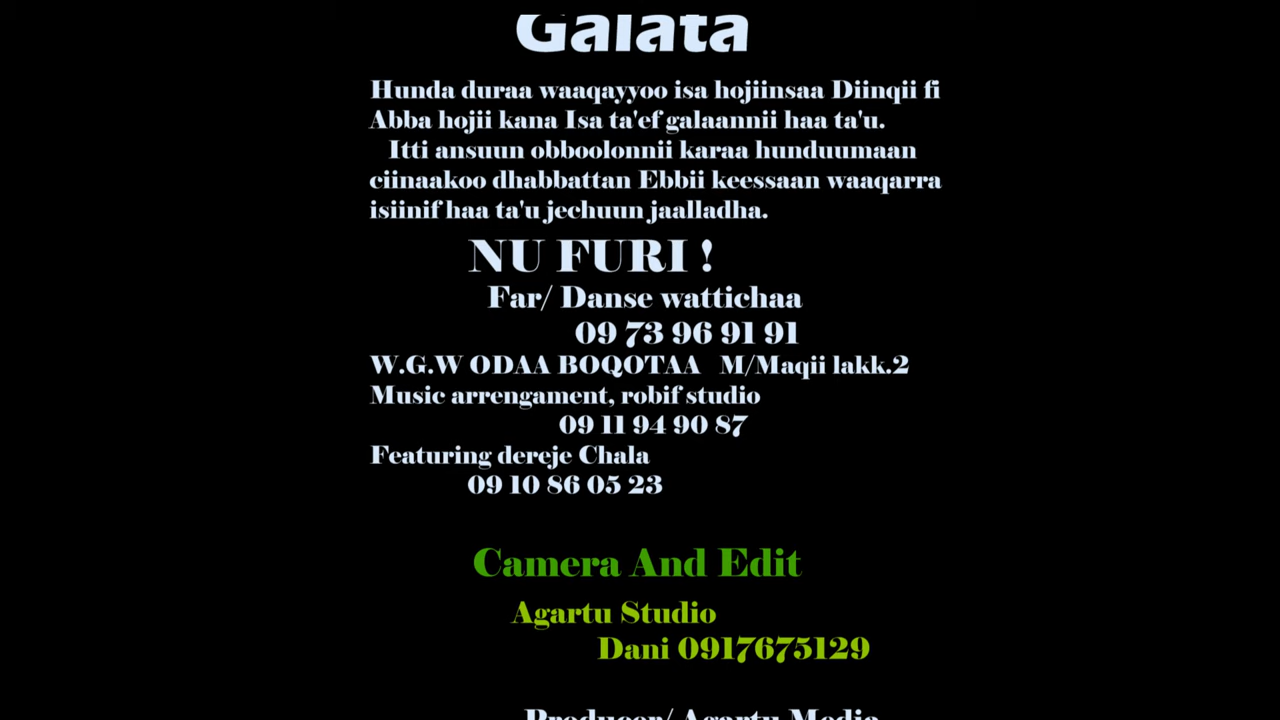 Galata
Hunda duraa waaqayyoo isa hojiinsaa Diinqii fi
Abba hojii kana Isa ta'ef galaannii haa ta'u.
Itti ansuun obboolonnii karaa hunduumaan
ciinaakoo dhabbattan Ebbii keessaan waaqarra
isiinif haa ta'u jechuun jaalladha.
NU FURI !
Far/ Danse wattichaa
09 73 96 91 91
W.G.W ODAA BOQOTAA M/Maqii lakk.2
Music arrengament, robif studio
09 11 94 90 87
Featuring dereje Chala
09 10 86 05 23
Camera And Edit
Agartu Studio
Dani 0917675129
Producer/ Agartu Media